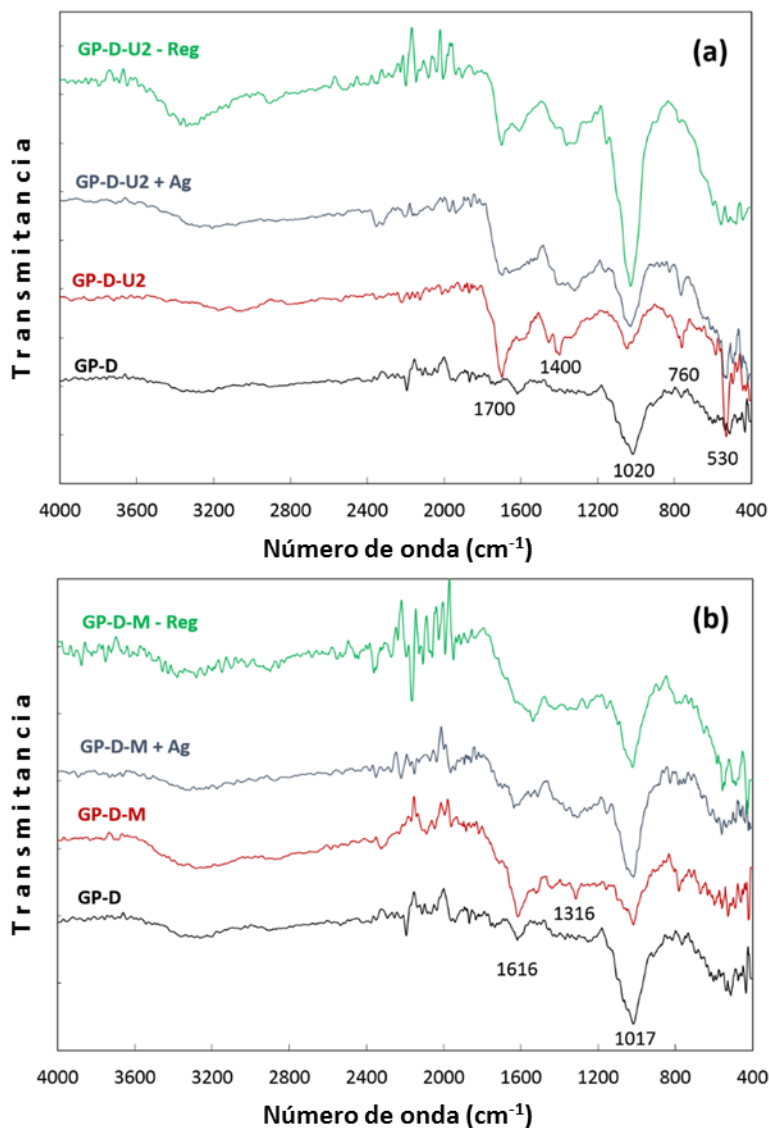 (a)
GP-D-U2 - Reg
GP-D-U2 + Ag
GP-D-U2
GP-D
1700
1400
1020
760
530
Transmitancia
4000 3600 3200 2800 2400 2000 1600 1200 800 400
Número de onda (cm⁻¹)
(b)
GP-D-M - Reg
GP-D-M + Ag
GP-D-M
GP-D
1316
1616
1017
Transmitancia
4000 3600 3200 2800 2400 2000 1600 1200 800 400
Número de onda (cm⁻¹)